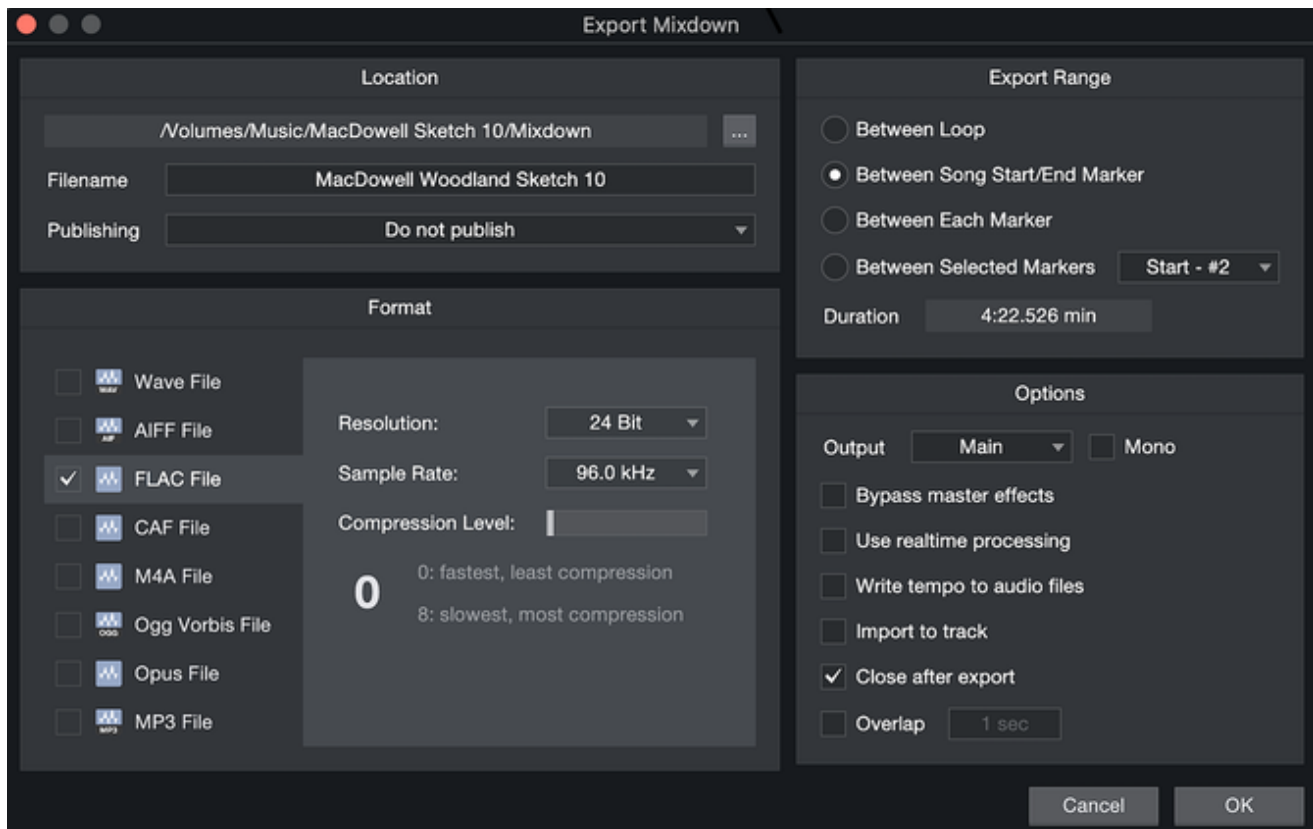 Export Mixdown
Location
/Volumes/Music/MacDowell Sketch 10/Mixdown
...
Filename
MacDowell Woodland Sketch 10
Publishing
Do not publish
Format
Wave File
AIFF File
FLAC File
CAF File
M4A File
Ogg Vorbis File
Opus File
MP3 File
Resolution:
24 Bit
Sample Rate:
96.0 kHz
Compression Level:
0
0: fastest, least compression
8: slowest, most compression
Export Range
Between Loop
Between Song Start/End Marker
Between Each Marker
Between Selected Markers
Start - #2
Duration
4:22.526 min
Options
Output
Main
Mono
Bypass master effects
Use realtime processing
Write tempo to audio files
Import to track
Close after export
Overlap
1 sec
Cancel
OK